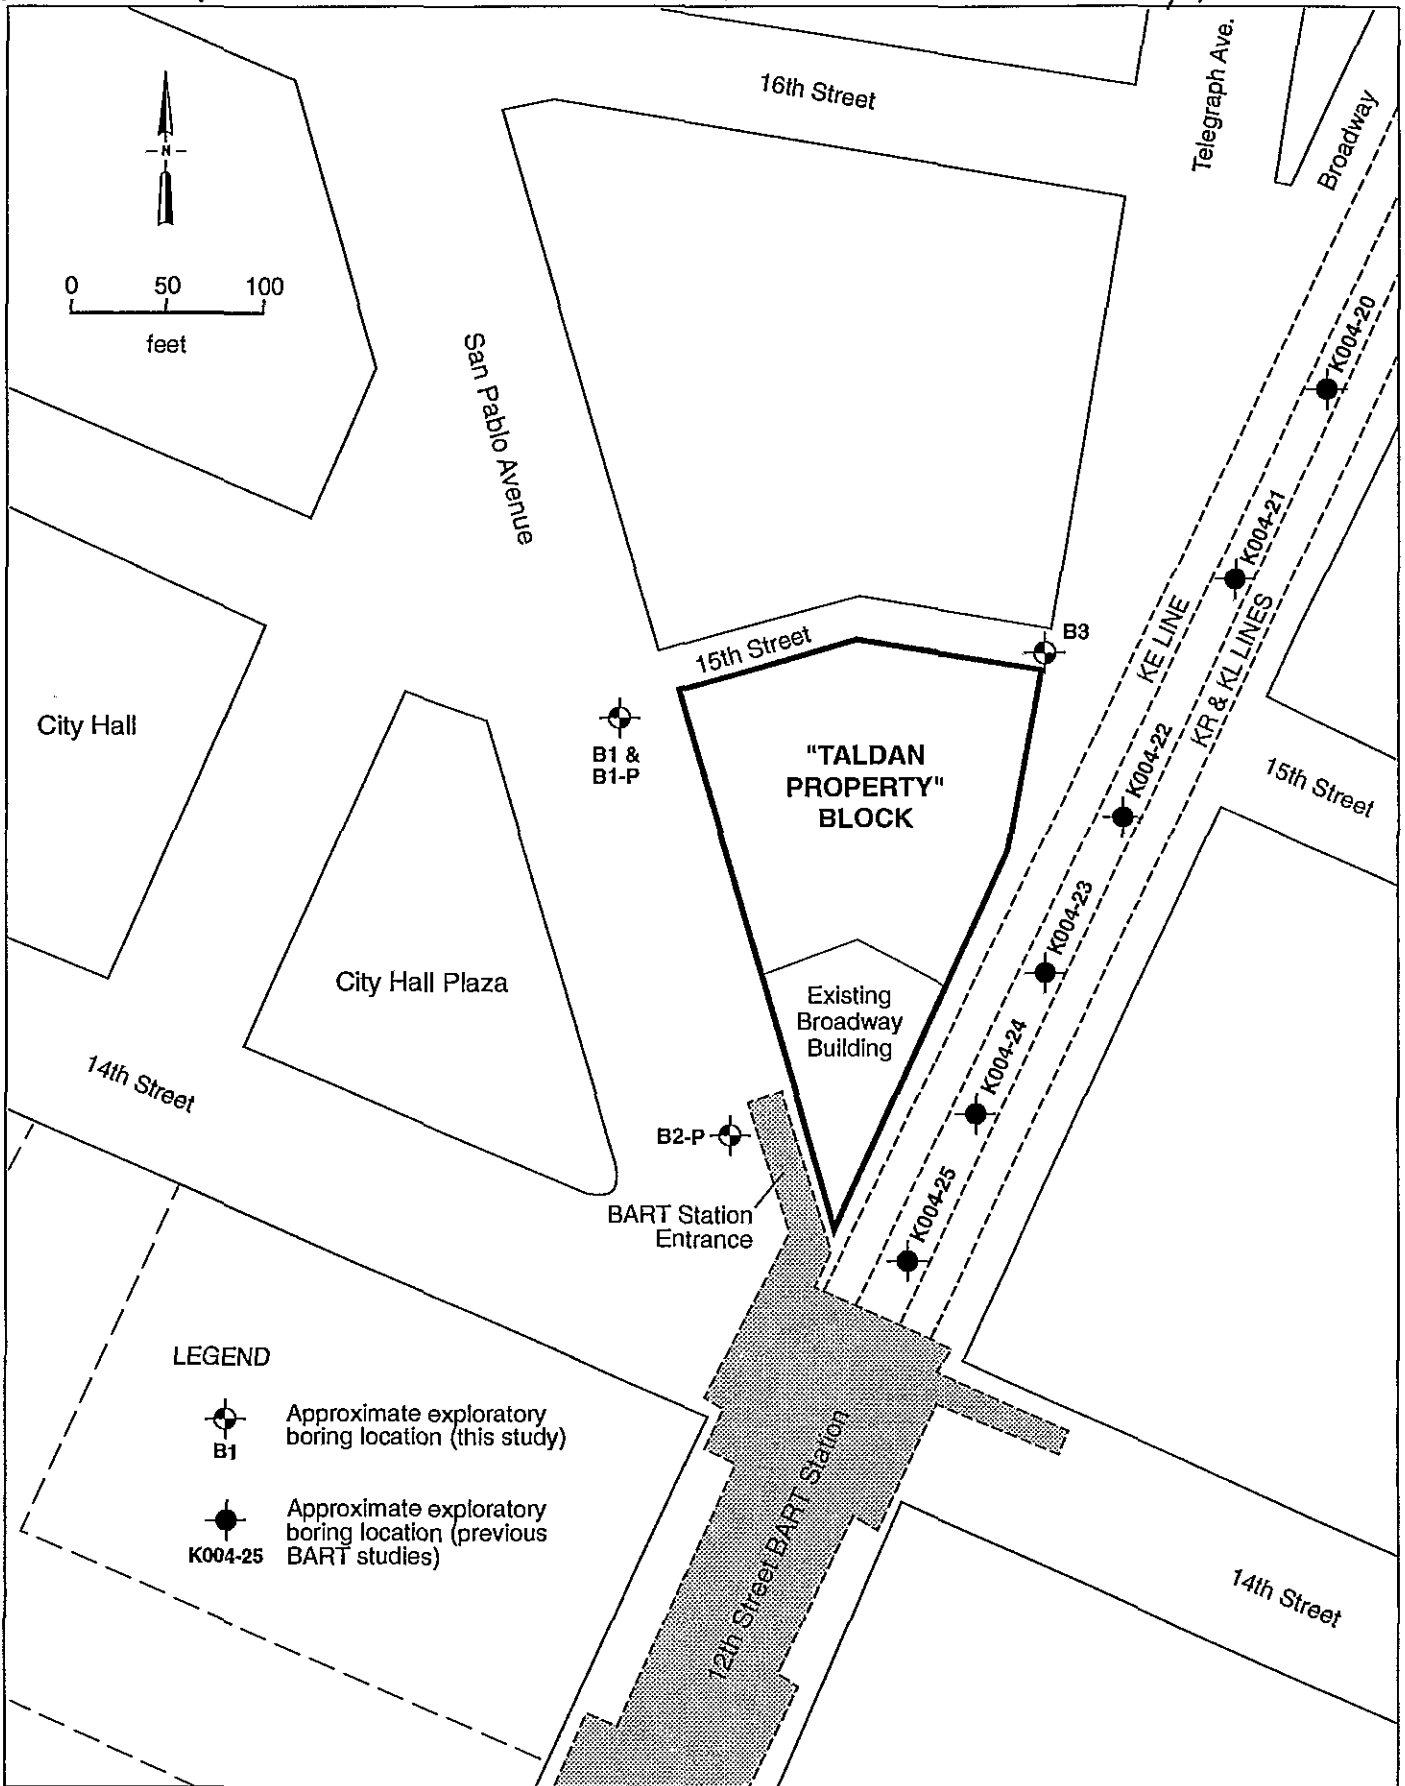 16th Street
Telegraph Ave.
Broadway
N
0 50 100
feet
San Pablo Avenue
K004-20
K004-21
KE LINE
KR & KL LINES
B3
15th Street
City Hall
B1 &
B1-P
"TALDAN
PROPERTY"
BLOCK
K004-22
15th Street
K004-23
City Hall Plaza
Existing
Broadway
Building
K004-24
14th Street
B2-P
BART Station
Entrance
K004-25
LEGEND
B1
Approximate exploratory
boring location (this study)
K004-25
Approximate exploratory
boring location (previous
BART studies)
12th Street BART Station
14th Street